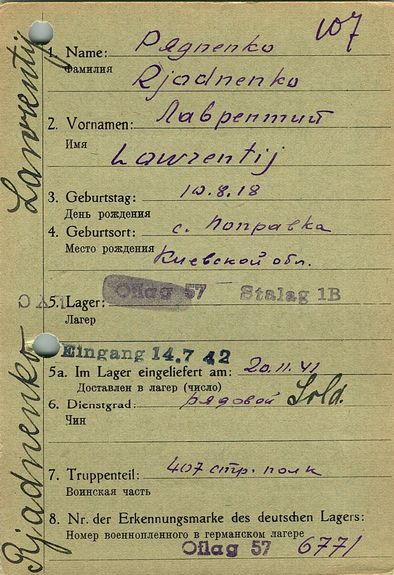 107
1. Name: Ряднenko
Фамилия Rjadnenko
2. Vornamen: Лаврентий
Имя
Lawrentij
3. Geburtstag: 10.8.18
День рождения
4. Geburtsort: с. Поправка
Место рождения Киевской обл.
5. Lager: Oflag 57 Stalag 1B
Лагер
Eingang 14.7 42
5a. Im Lager eingeliefert am: 20.11.41
Доставлен в лагер (число)
6. Dienstgrad: рядовой Sold.
Чин
7. Truppenteil: 407 стр. полк
Воинская часть
8. Nr. der Erkennungsmarke des deutschen Lagers:
Номер военнопленного в германском лагере
Oflag 57 6771
Rjadnenko Lawrentij